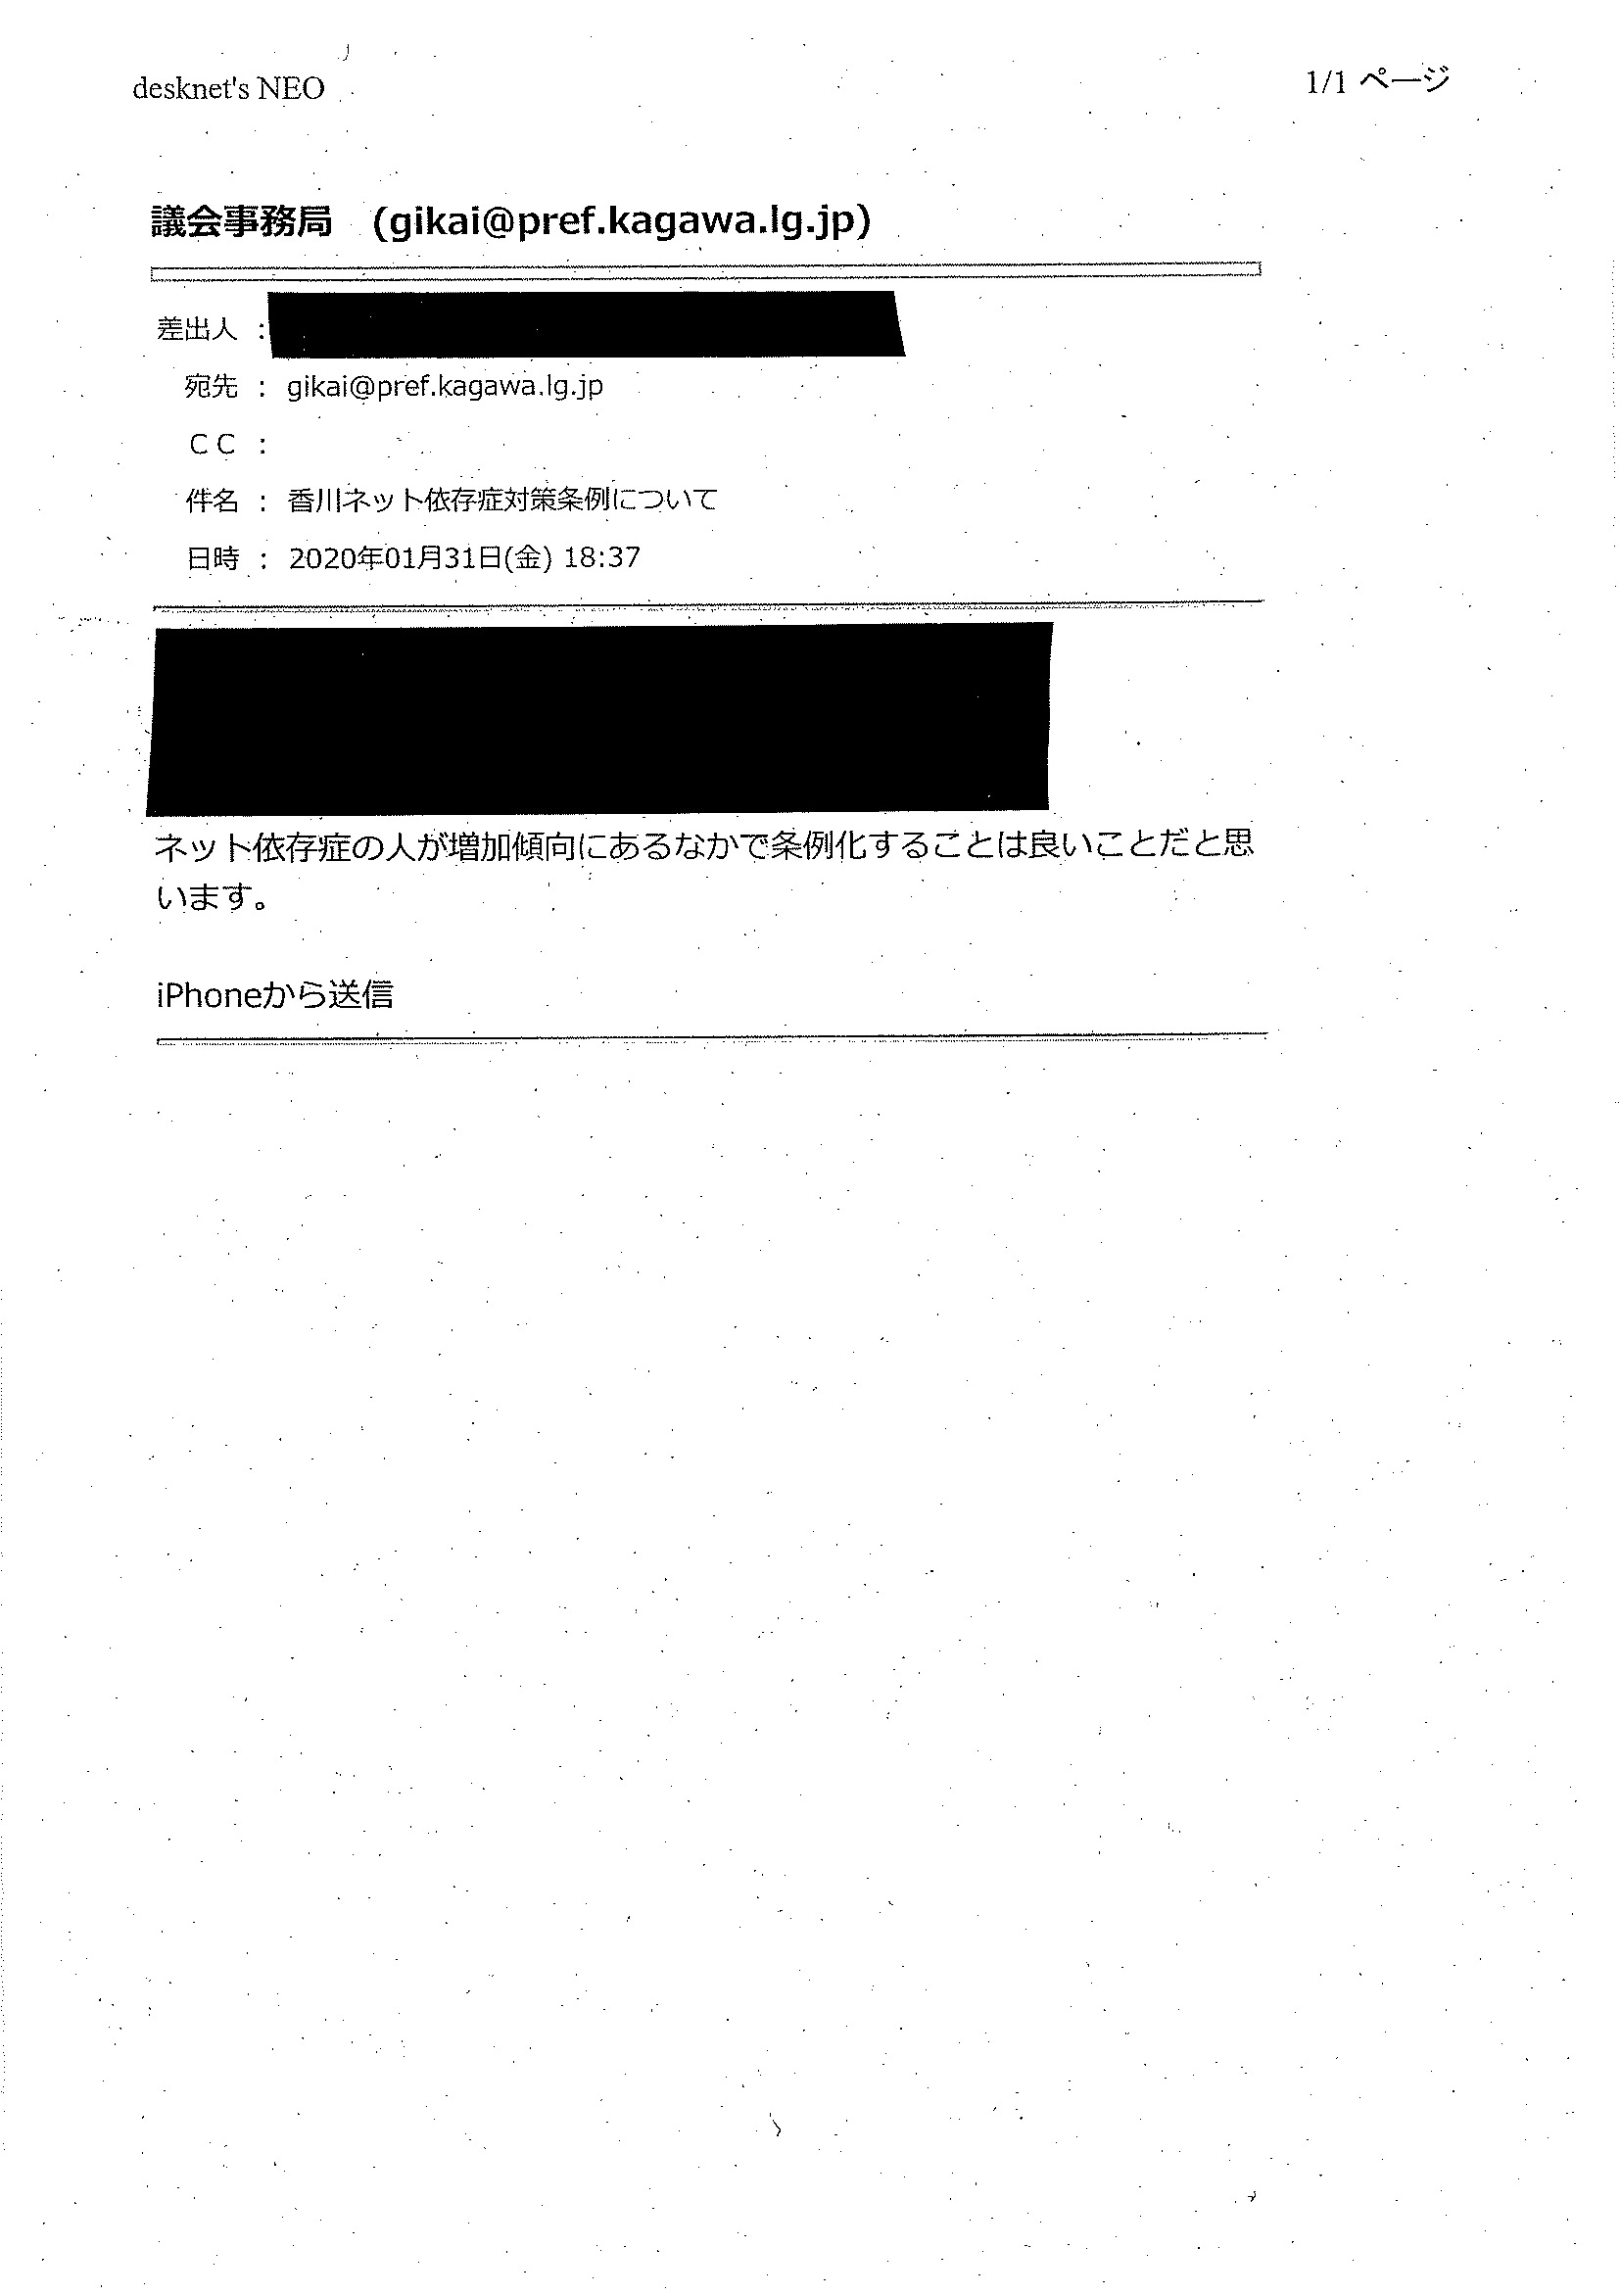 desknet's NEO
1/1 ページ
議会事務局 (gikai@pref.kagawa.lg.jp)
差出人 :
宛先 : gikai@pref.kagawa.lg.jp
ＣＣ :
件名 : 香川ネット依存症対策条例について
日時 : 2020年01月31日(金) 18:37
ネット依存症の人が増加傾向にあるなかで条例化することは良いことだと思
います。
iPhoneから送信